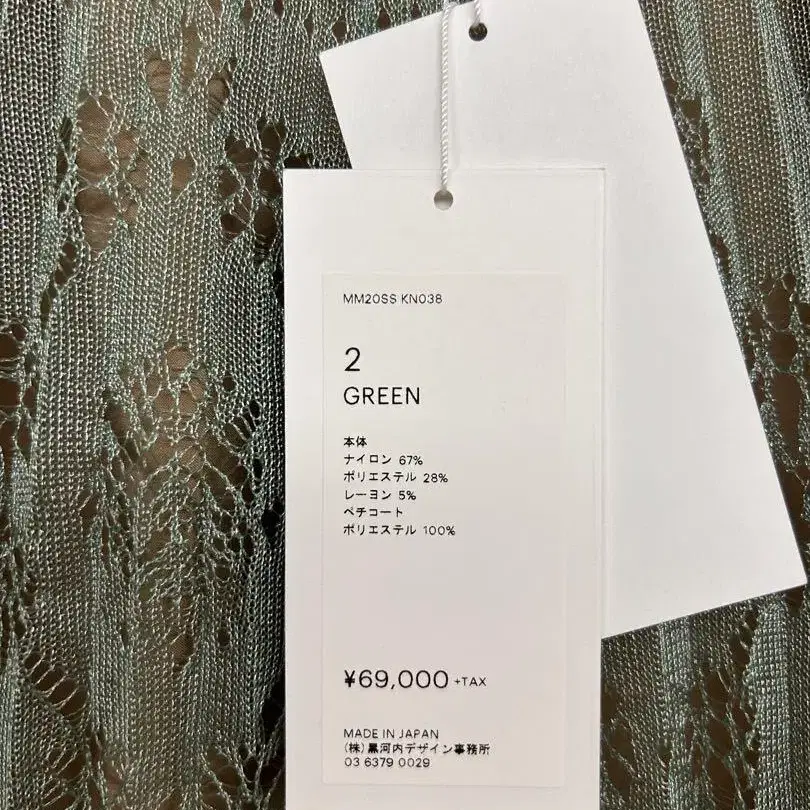 MM20SS KN038
2
GREEN
本体
ナイロン 67%
ポリエステル 28%
レーヨン 5%
ペチコート
ポリエステル 100%
¥69,000 +TAX
MADE IN JAPAN
(株)黒河内デザイン事務所
03 6379 0029